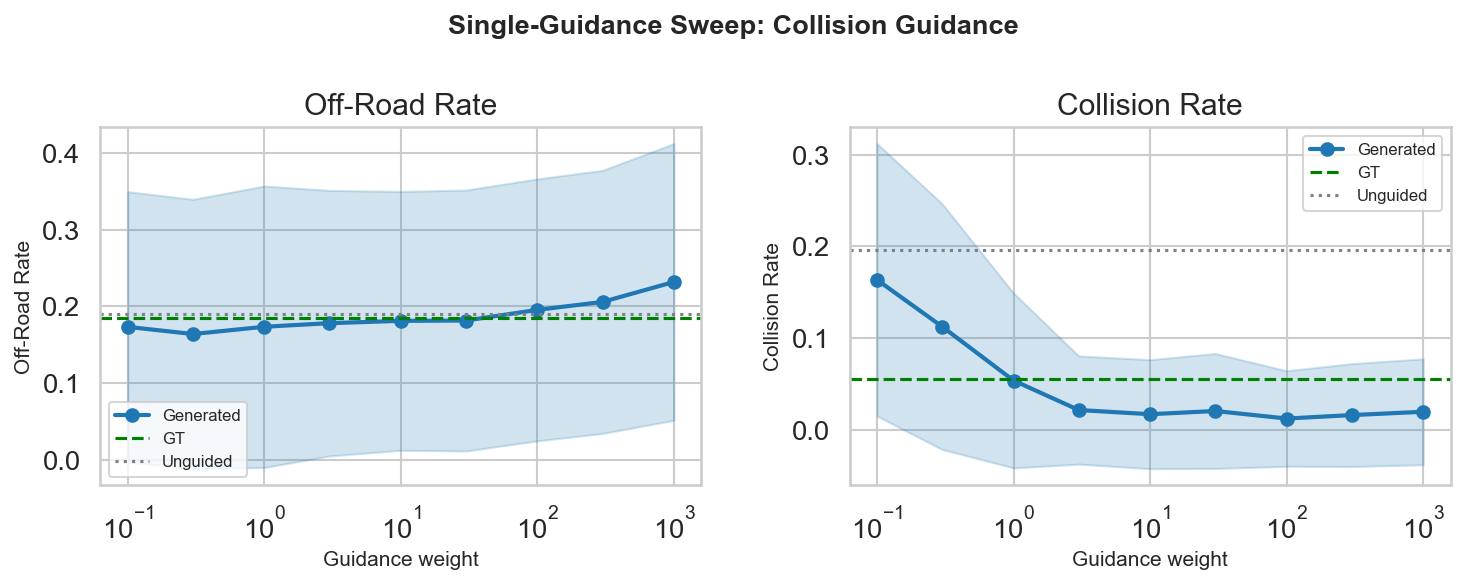 Single-Guidance Sweep: Collision Guidance
Off-Road Rate
Off-Road Rate
0.4
0.3
0.2
0.1
0.0
Generated
GT
Unguided
10^-1 10^0 10^1 10^2 10^3
Guidance weight
Collision Rate
Collision Rate
0.3
0.2
0.1
0.0
Generated
GT
Unguided
10^-1 10^0 10^1 10^2 10^3
Guidance weight